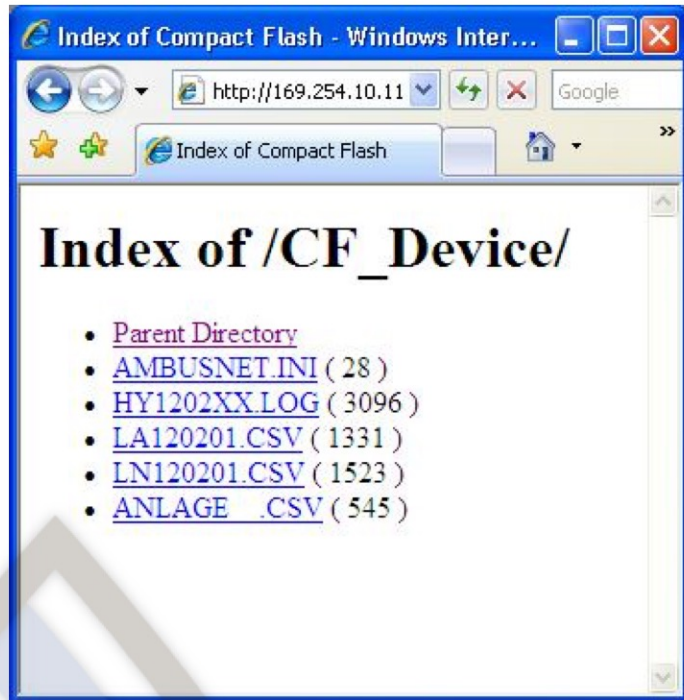 Index of Compact Flash - Windows Inter...
http://169.254.10.11 Google
Index of Compact Flash »
Index of /CF_Device/
• Parent Directory
• AMBUSNET.INI ( 28 )
• HY1202XX.LOG ( 3096 )
• LA120201.CSV ( 1331 )
• LN120201.CSV ( 1523 )
• ANLAGE__.CSV ( 545 )